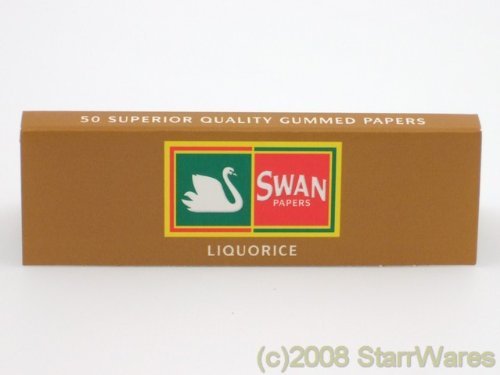 50 SUPERIOR QUALITY GUMMED PAPERS
SWAN
PAPERS
LIQUORICE
(c)2008 StarrWares